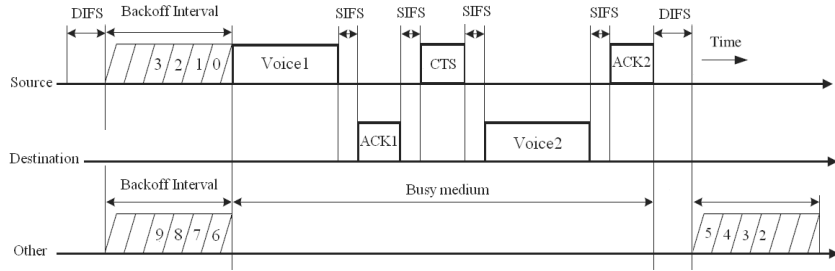 DIFS Backoff Interval SIFS SIFS SIFS SIFS DIFS
Time
3 2 1 0 Voice1 CTS ACK2
Source
ACK1 Voice2
Destination
Backoff Interval Busy medium
9 8 7 6 5 4 3 2
Other